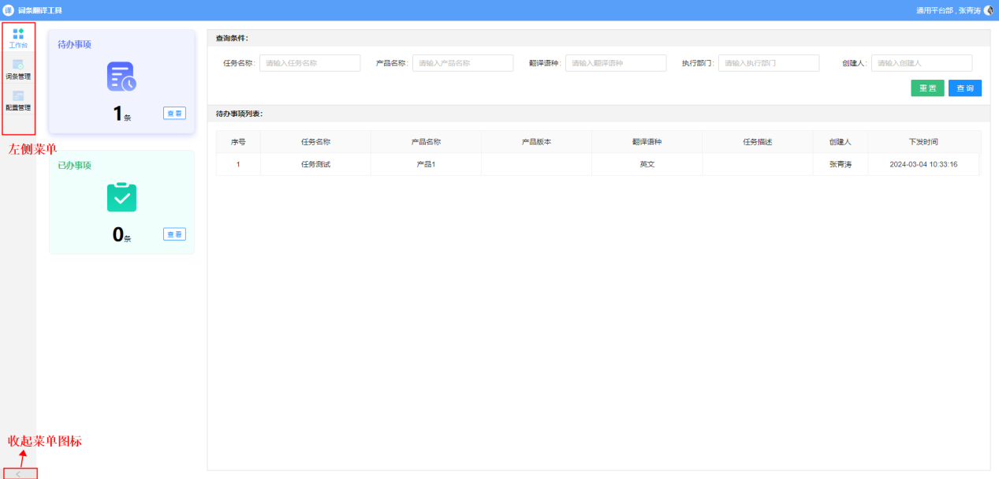 译 词条翻译工具
通用平台部 , 张青涛
工作台
词条管理
配置管理
左侧菜单
收起菜单图标
待办事项
1条
查看
已办事项
0条
查看
查询条件：
任务名称： 请输入任务名称 产品名称： 请输入产品名称 翻译语种： 请输入翻译语种 执行部门： 请输入执行部门 创建人： 请输入创建人
重置 查询
待办事项列表：
序号 任务名称 产品名称 产品版本 翻译语种 任务描述 创建人 下发时间
1 任务测试 产品1 英文 张青涛 2024-03-04 10:33:16